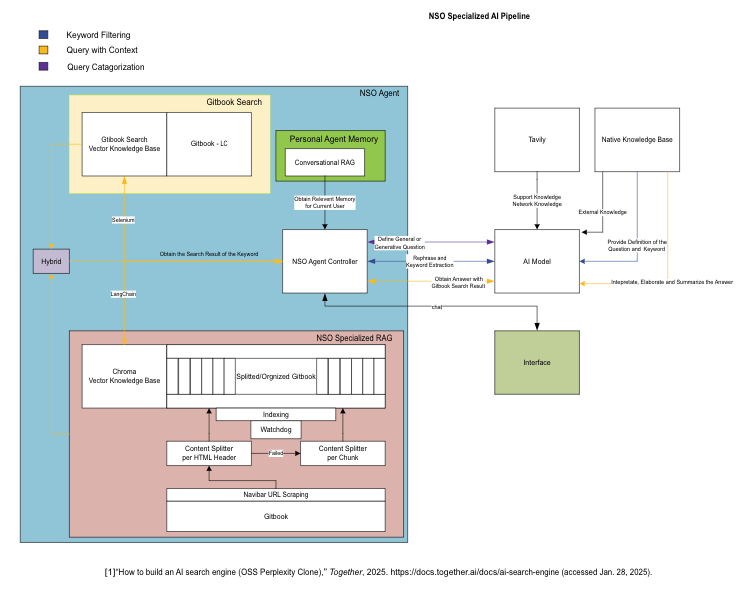 NSO Specialized AI Pipeline
Keyword Filtering
Query with Context
Query Catagorization
NSO Agent
Gitbook Search
Gtibook Search
Vector Knowledge Base
Gitbook - LC
Personal Agent Memory
Conversational RAG
Tavily
Native Knowledge Base
Obtain Relevent Memory
for Current User
Support Knowledge
Network Knowledge
External Knowledge
Selenium
Define General or
Generative Question
Provide Definition of the
Question and Keyword
Hybrid
Obtain the Search Result of the Keyword
NSO Agent Controller
Rephrase and
Keyword Extraction
AI Model
Obtain Answer with
Gitbook Search Result
Intepretate, Elaborate and Summarize the Answer
LangChain
chat
NSO Specialized RAG
Chroma
Vector Knowledge Base
Splitted/Orgnized Gitbook
Interface
Indexing
Watchdog
Content Splitter
per HTML Header
Failed
Content Splitter
per Chunk
Navibar URL Scraping
Gitbook
[1]“How to build an AI search engine (OSS Perplexity Clone),” Together, 2025. https://docs.together.ai/docs/ai-search-engine (accessed Jan. 28, 2025).